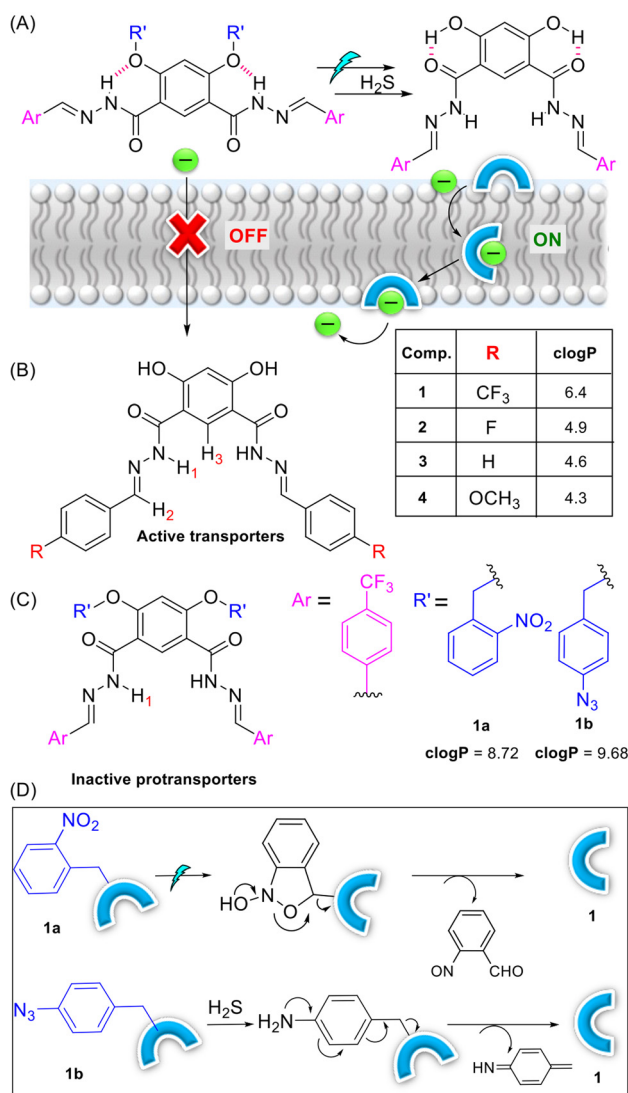 (A)
R' R'
O O
H H
N N
Ar N N Ar
H O O H
H₂S
O O
H H
O O
N N
N H H N
N N
Ar Ar
OFF
ON
(B)
HO OH
O O
N H₁ H₃ HN
N N
H₂
R R
Active transporters
Comp. R clogP
1 CF₃ 6.4
2 F 4.9
3 H 4.6
4 OCH₃ 4.3
(C)
R' O O R'
O O
NH HN
N H₁ N
Ar Ar
Inactive protransporters
Ar =
CF₃
R' =
NO₂
N₃
1a 1b
clogP = 8.72 clogP = 9.68
(D)
NO₂
1a
HO N
O
ON CHO
1
N₃
1b
H₂S
H₂N
HN
1